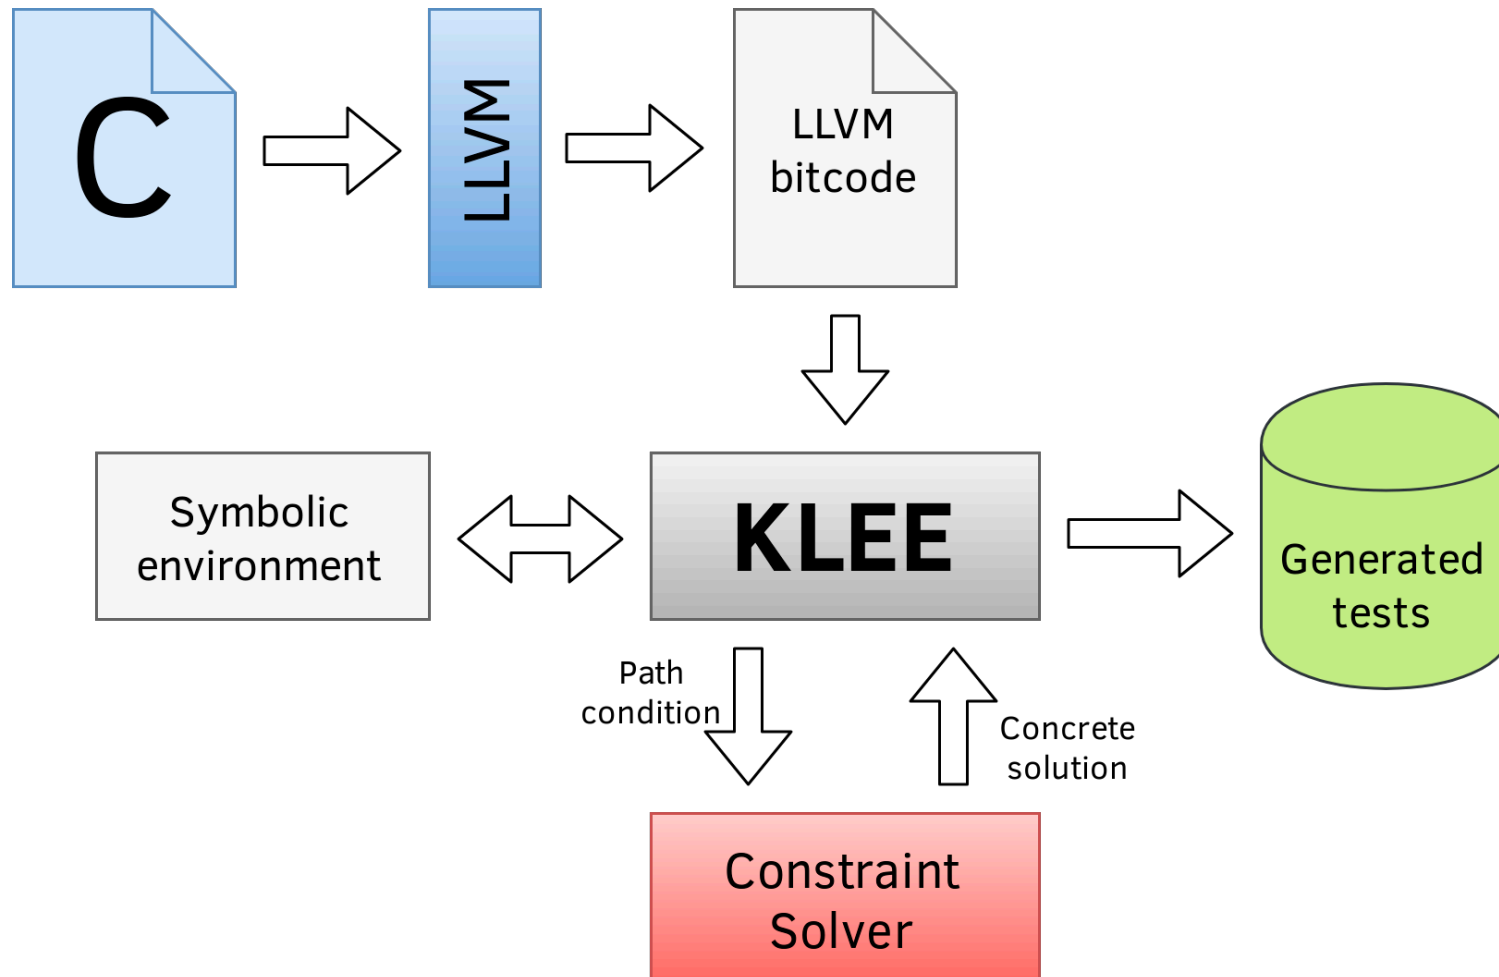 C
LLVM
LLVM
bitcode
Symbolic
environment
KLEE
Generated
tests
Path
condition
Concrete
solution
Constraint
Solver